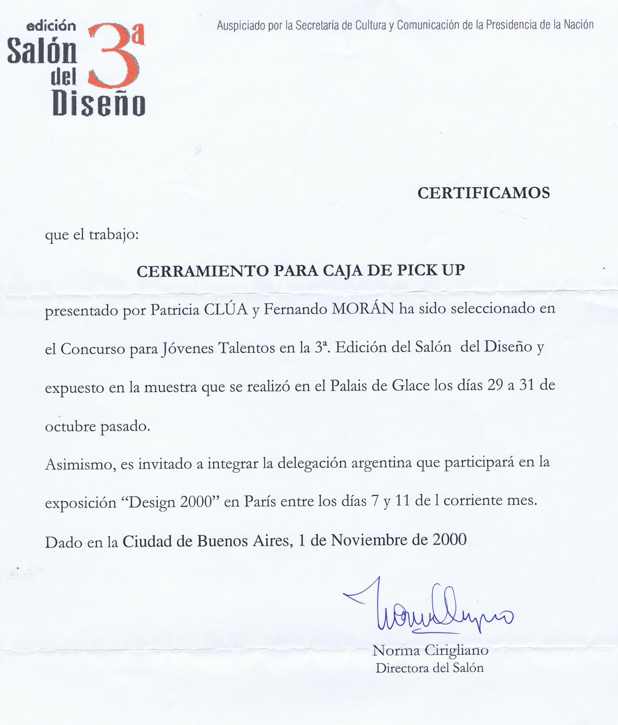 edición
Salón 3ª
del
Diseño
Auspiciado por la Secretaría de Cultura y Comunicación de la Presidencia de la Nación
CERTIFICAMOS
que el trabajo:
CERRAMIENTO PARA CAJA DE PICK UP
presentado por Patricia CLÚA y Fernando MORÁN ha sido seleccionado en
el Concurso para Jóvenes Talentos en la 3ª. Edición del Salón del Diseño y
expuesto en la muestra que se realizó en el Palais de Glace los días 29 a 31 de
octubre pasado.
Asimismo, es invitado a integrar la delegación argentina que participará en la
exposición “Design 2000” en París entre los días 7 y 11 de l corriente mes.
Dado en la Ciudad de Buenos Aires, 1 de Noviembre de 2000
Norma Cirigliano
Directora del Salón